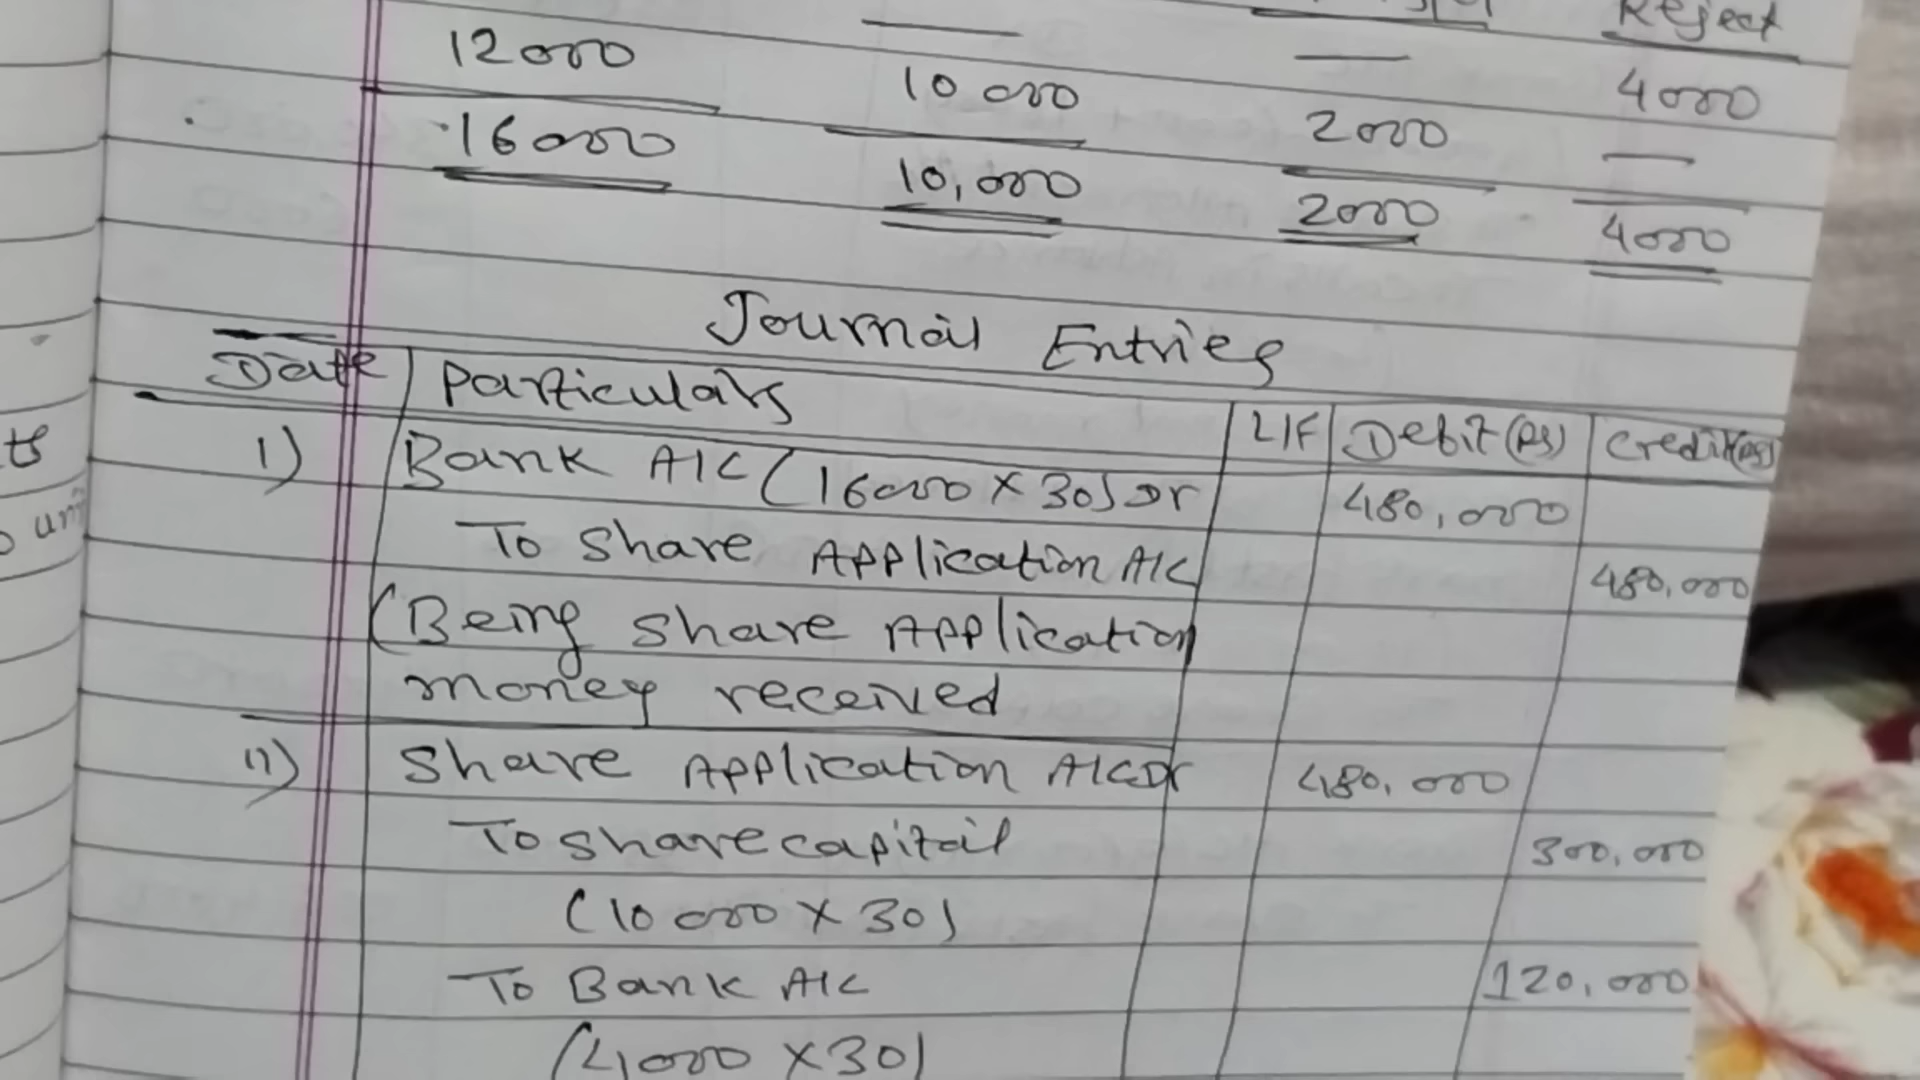 Reject
12000 — — 4000
16000 10000 2000 —
10,000 2000 4000
Journal Entries
Date Particulars L/F Debit (Rs) Credit (Rs)
1) Bank A/C (16000 X 30) Dr 480,000
To Share Application A/C 480,000
(Being share Application
money received
11) Share Application A/C Dr 480,000
To share capital 300,000
(10000 X 30)
To Bank A/C 120,000
(4000 X 30)